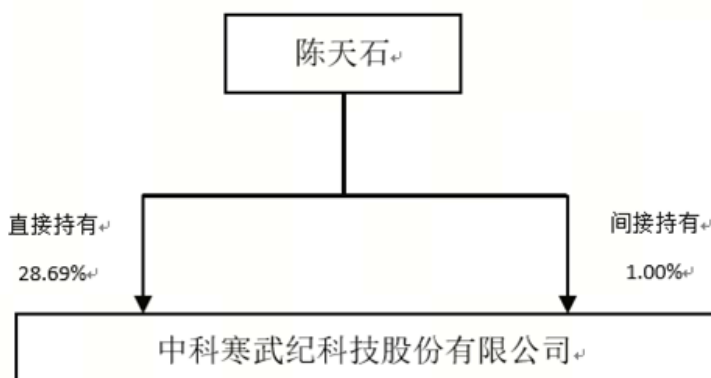 陈天石
直接持有
28.69%
间接持有
1.00%
中科寒武纪科技股份有限公司